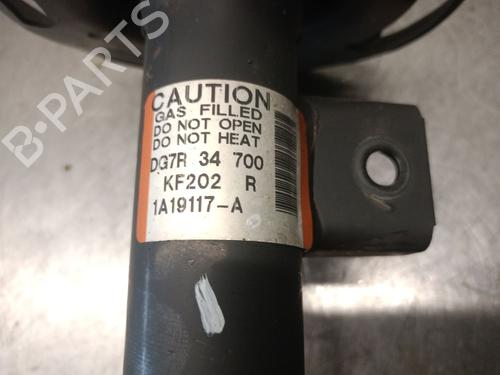 CAUTION
GAS FILLED
DO NOT OPEN
DO NOT HEAT
DG7R 34 700
KF202 R
1A19117-A
B-PARTS